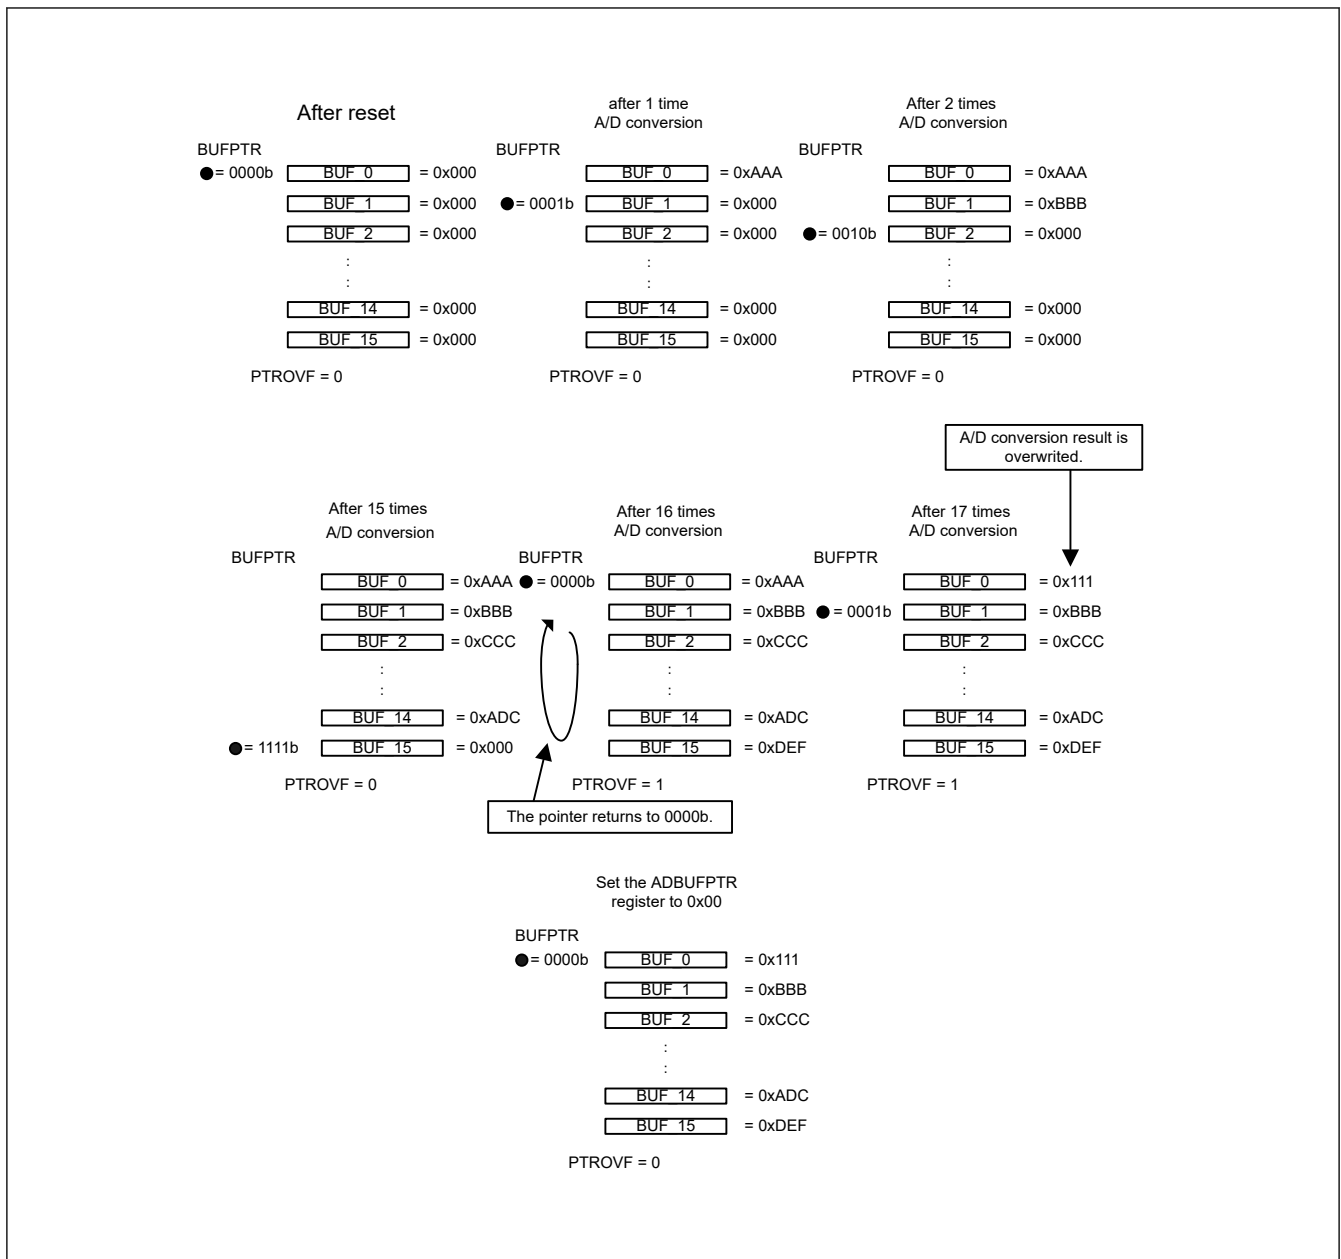 After reset
BUFPTR
= 0000b BUF_0 = 0x000
BUF_1 = 0x000
BUF_2 = 0x000
:
:
BUF_14 = 0x000
BUF_15 = 0x000
PTROVF = 0
after 1 time
A/D conversion
BUFPTR
BUF_0 = 0xAAA
= 0001b BUF_1 = 0x000
BUF_2 = 0x000
:
:
BUF_14 = 0x000
BUF_15 = 0x000
PTROVF = 0
After 2 times
A/D conversion
BUFPTR
BUF_0 = 0xAAA
BUF_1 = 0xBBB
= 0010b BUF_2 = 0x000
:
:
BUF_14 = 0x000
BUF_15 = 0x000
PTROVF = 0
After 15 times
A/D conversion
BUFPTR
BUF_0 = 0xAAA
BUF_1 = 0xBBB
BUF_2 = 0xCCC
:
:
BUF_14 = 0xADC
= 1111b BUF_15 = 0x000
PTROVF = 0
After 16 times
A/D conversion
BUFPTR
= 0000b BUF_0 = 0xAAA
BUF_1 = 0xBBB
BUF_2 = 0xCCC
:
:
BUF_14 = 0xADC
BUF_15 = 0xDEF
PTROVF = 1
The pointer returns to 0000b.
A/D conversion result is
overwrited.
After 17 times
A/D conversion
BUFPTR
BUF_0 = 0x111
= 0001b BUF_1 = 0xBBB
BUF_2 = 0xCCC
:
:
BUF_14 = 0xADC
BUF_15 = 0xDEF
PTROVF = 1
Set the ADBUFPTR
register to 0x00
BUFPTR
= 0000b BUF_0 = 0x111
BUF_1 = 0xBBB
BUF_2 = 0xCCC
:
:
BUF_14 = 0xADC
BUF_15 = 0xDEF
PTROVF = 0